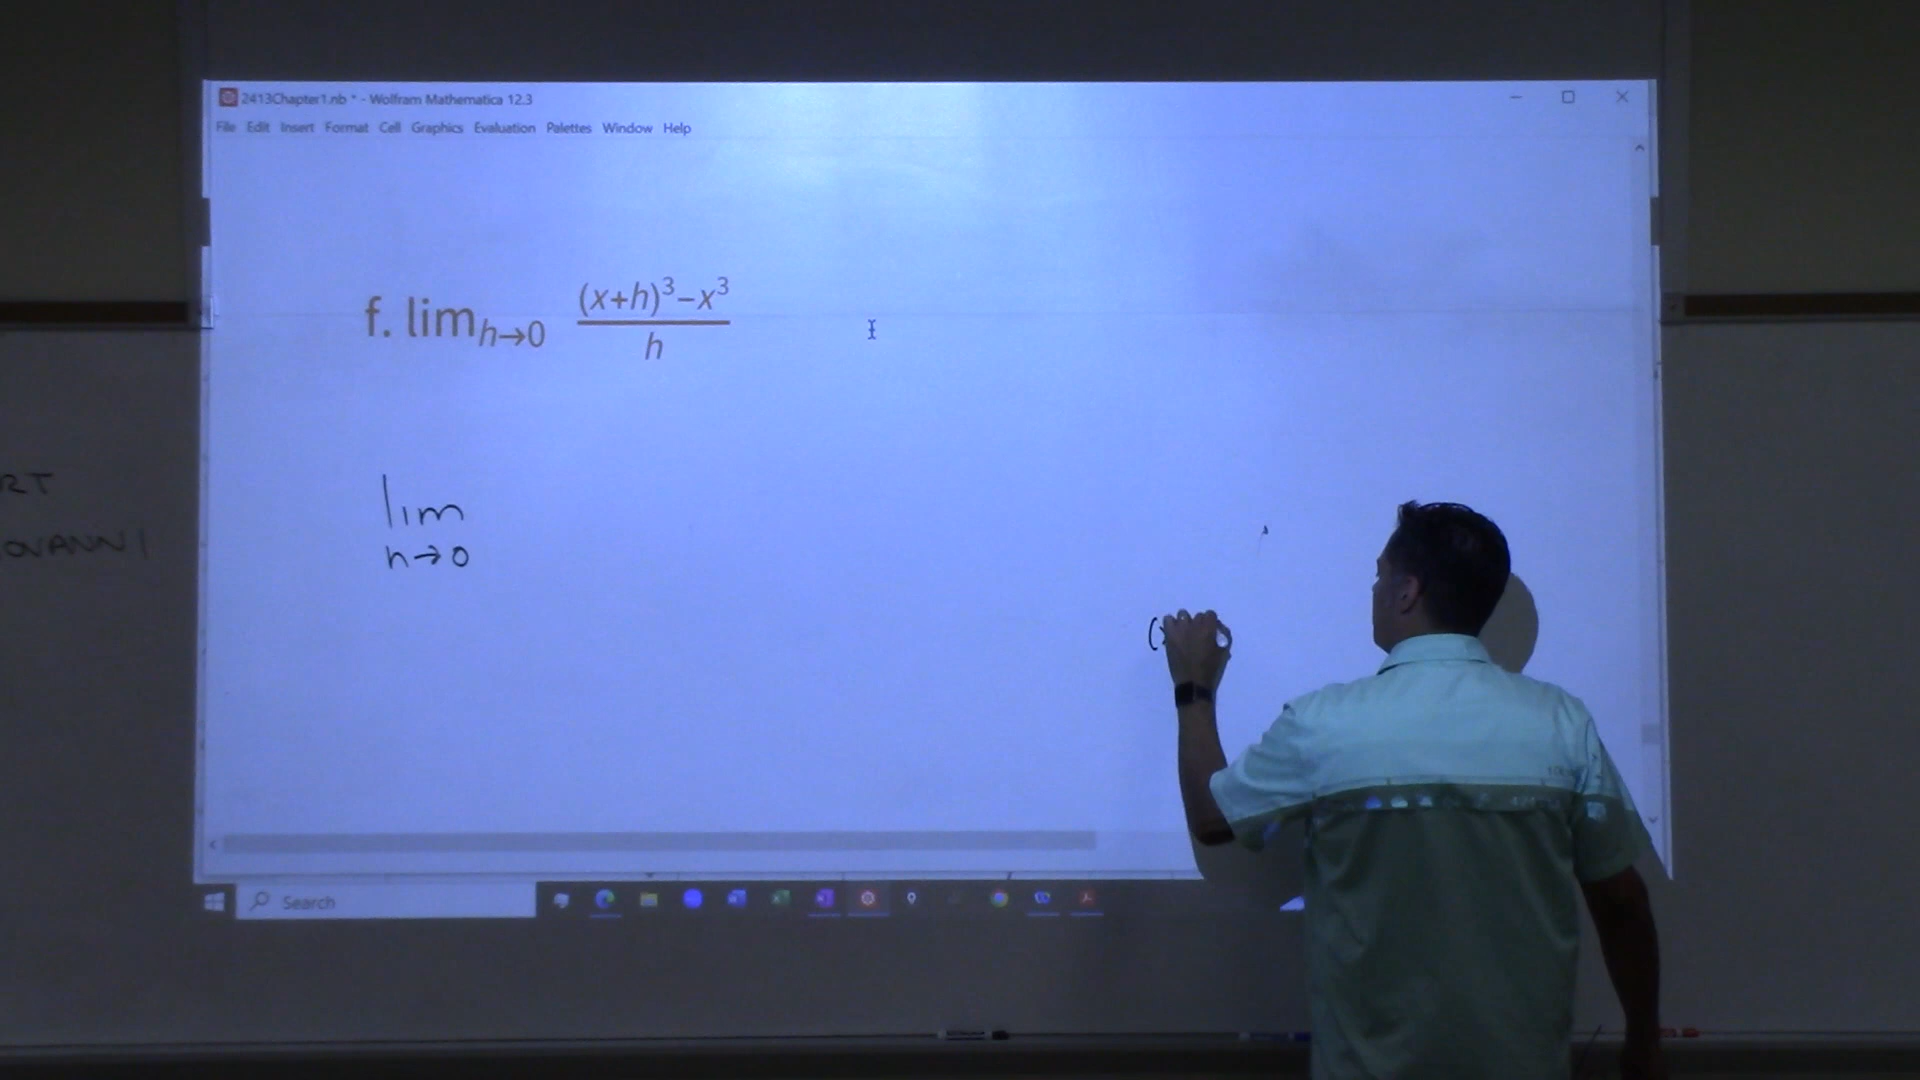 2413Chapter1.nb * - Wolfram Mathematica 12.3
File Edit Insert Format Cell Graphics Evaluation Palettes Window Help
f. lim h→0 (x+h)³−x³
h
RT
OVANNI
lim
h→0
(x
Search